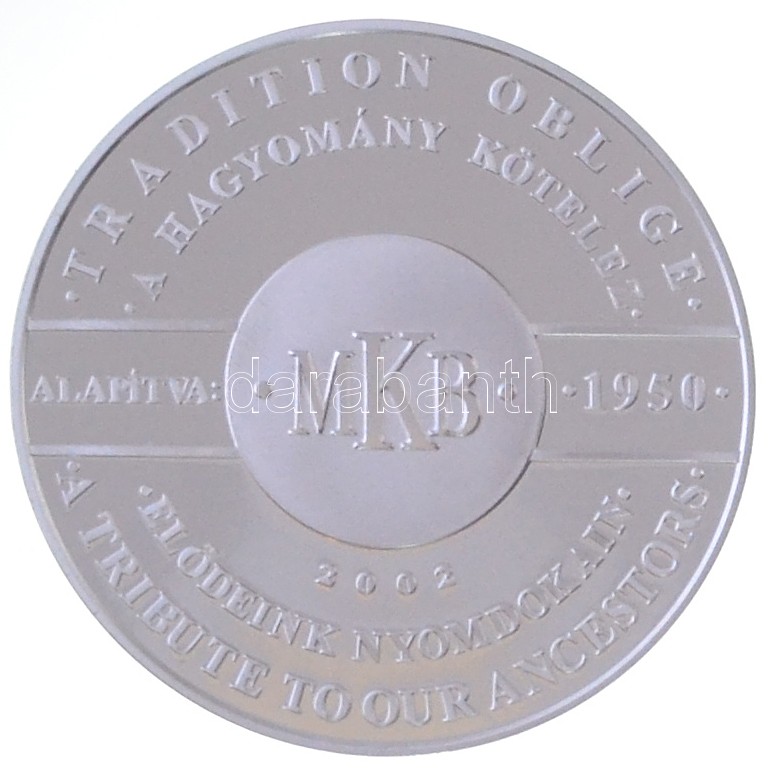 · TRADITION OBLIGE ·
· A HAGYOMÁNY KÖTELEZ ·
ALAPÍTVA:
· MKB ·
· 1950 ·
darabanth
2002
· ELŐDEINK NYOMDOKAIN ·
· A TRIBUTE TO OUR ANCESTORS ·